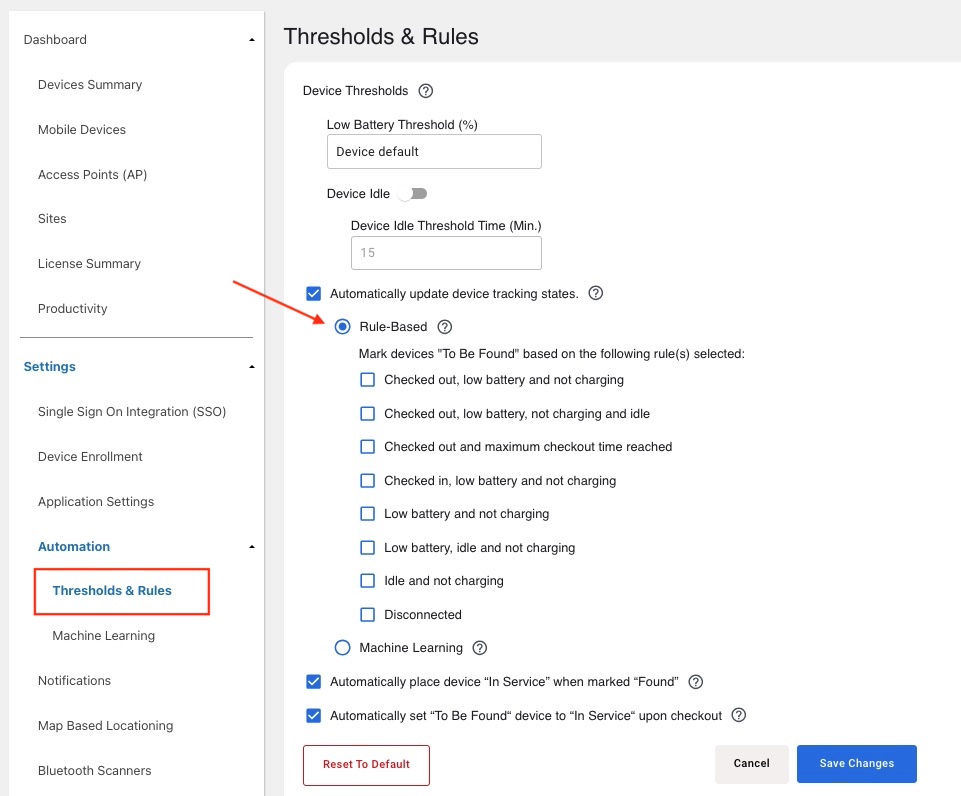 Dashboard
Devices Summary
Mobile Devices
Access Points (AP)
Sites
License Summary
Productivity
Settings
Single Sign On Integration (SSO)
Device Enrollment
Application Settings
Automation
Thresholds & Rules
Machine Learning
Notifications
Map Based Locationing
Bluetooth Scanners
Thresholds & Rules
Device Thresholds ?
Low Battery Threshold (%)
Device default
Device Idle
Device Idle Threshold Time (Min.)
15
Automatically update device tracking states. ?
Rule-Based ?
Mark devices "To Be Found" based on the following rule(s) selected:
Checked out, low battery and not charging
Checked out, low battery, not charging and idle
Checked out and maximum checkout time reached
Checked in, low battery and not charging
Low battery and not charging
Low battery, idle and not charging
Idle and not charging
Disconnected
Machine Learning ?
Automatically place device “In Service” when marked “Found” ?
Automatically set “To Be Found“ device to “In Service“ upon checkout ?
Reset To Default
Cancel
Save Changes